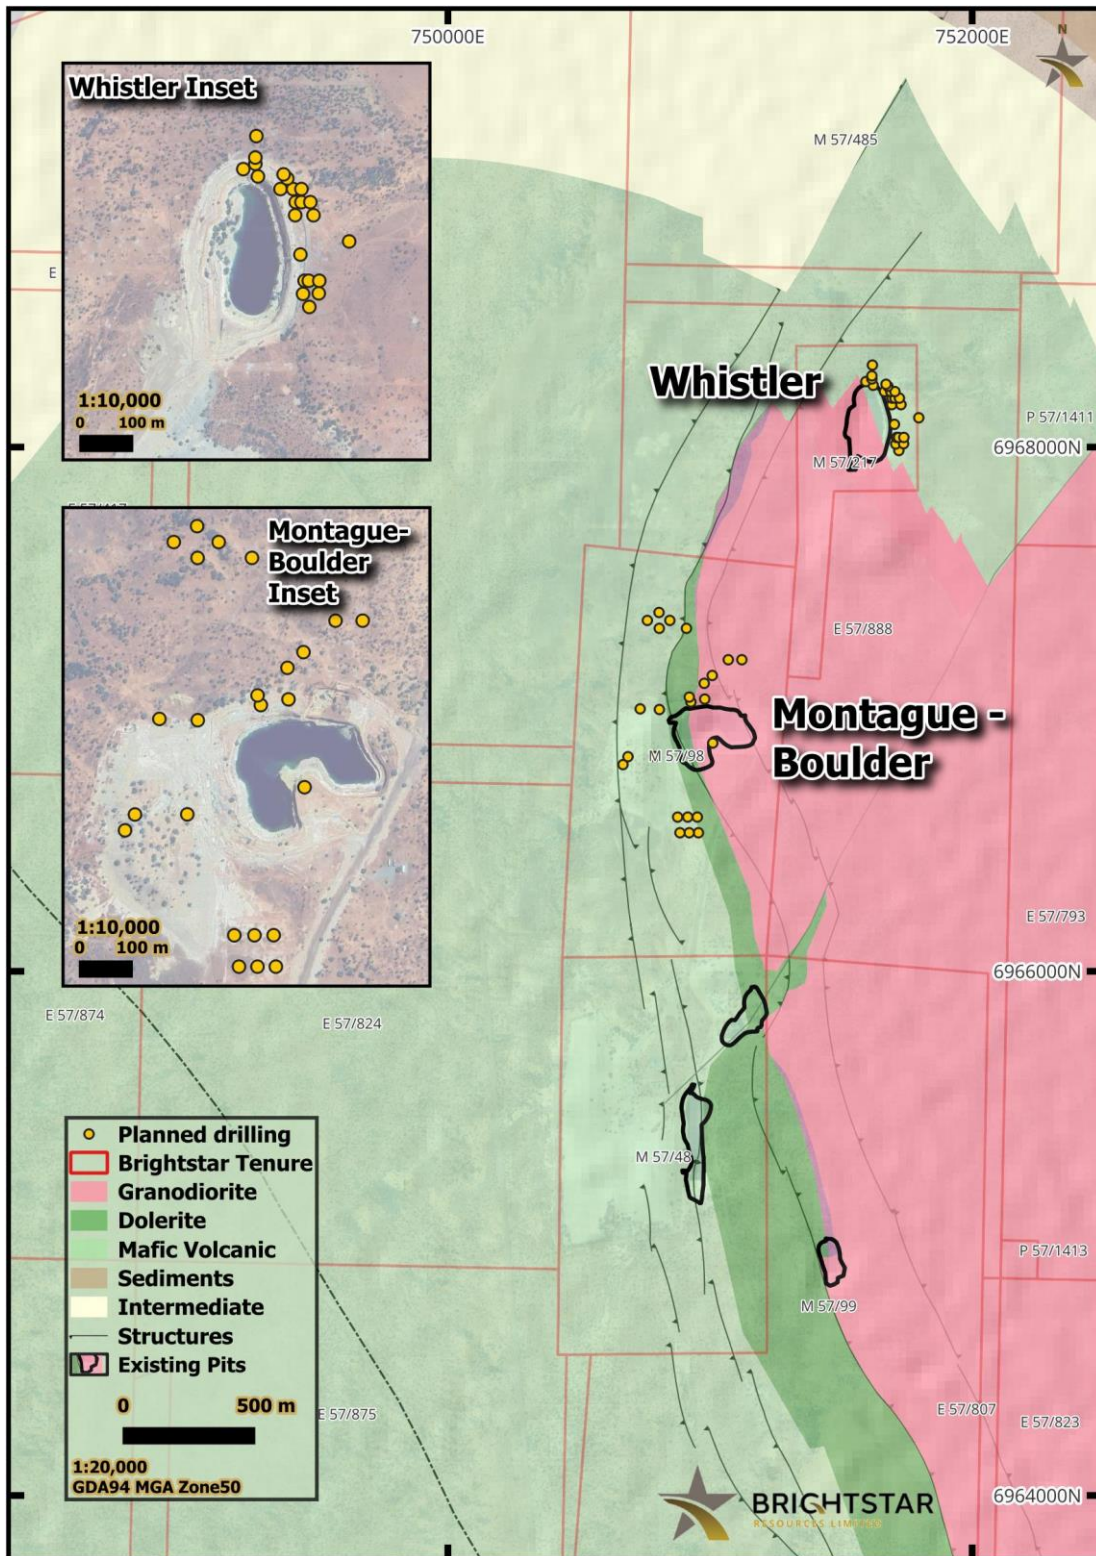 750000E
752000E
N
Whistler Inset
1:10,000
0 100 m
M 57/485
E
Whistler
P 57/1411
6968000N
M 57/217
Montague-
Boulder
Inset
1:10,000
0 100 m
E 57/888
Montague -
Boulder
M 57/98
E 57/793
6966000N
E 57/874
E 57/824
M 57/48
P 57/1413
M 57/99
Planned drilling
Brightstar Tenure
Granodiorite
Dolerite
Mafic Volcanic
Sediments
Intermediate
Structures
Existing Pits
0 500 m
1:20,000
GDA94 MGA Zone50
E 57/875
E 57/807
E 57/823
6964000N
BRIGHTSTAR
RESOURCES LIMITED